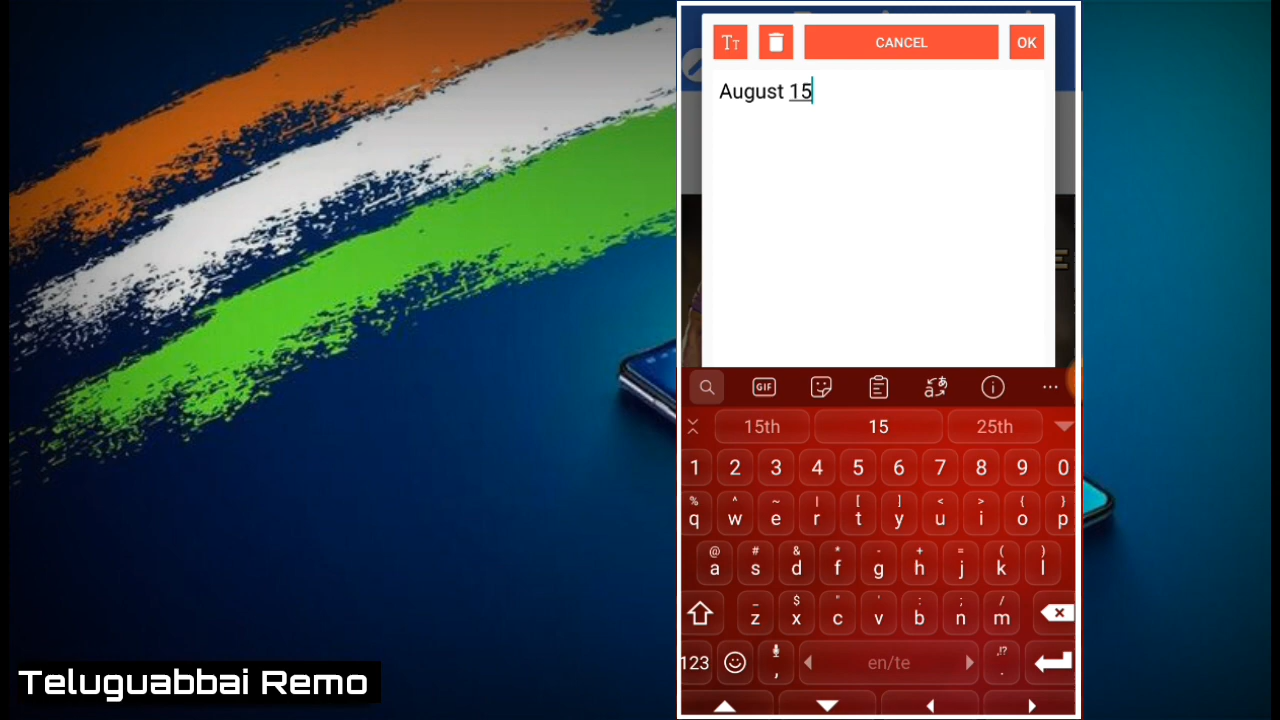 TT CANCEL OK
August 15
GIF
15th 15 25th
1 2 3 4 5 6 7 8 9 0
% ^ ~ | [ ] < > { }
q w e r t y u i o p
@ # & * - + = ( )
a s d f g h j k l
_ $ " ' : ; /
z x c v b n m
123 , en/te ,!? .
Teluguabbai Remo